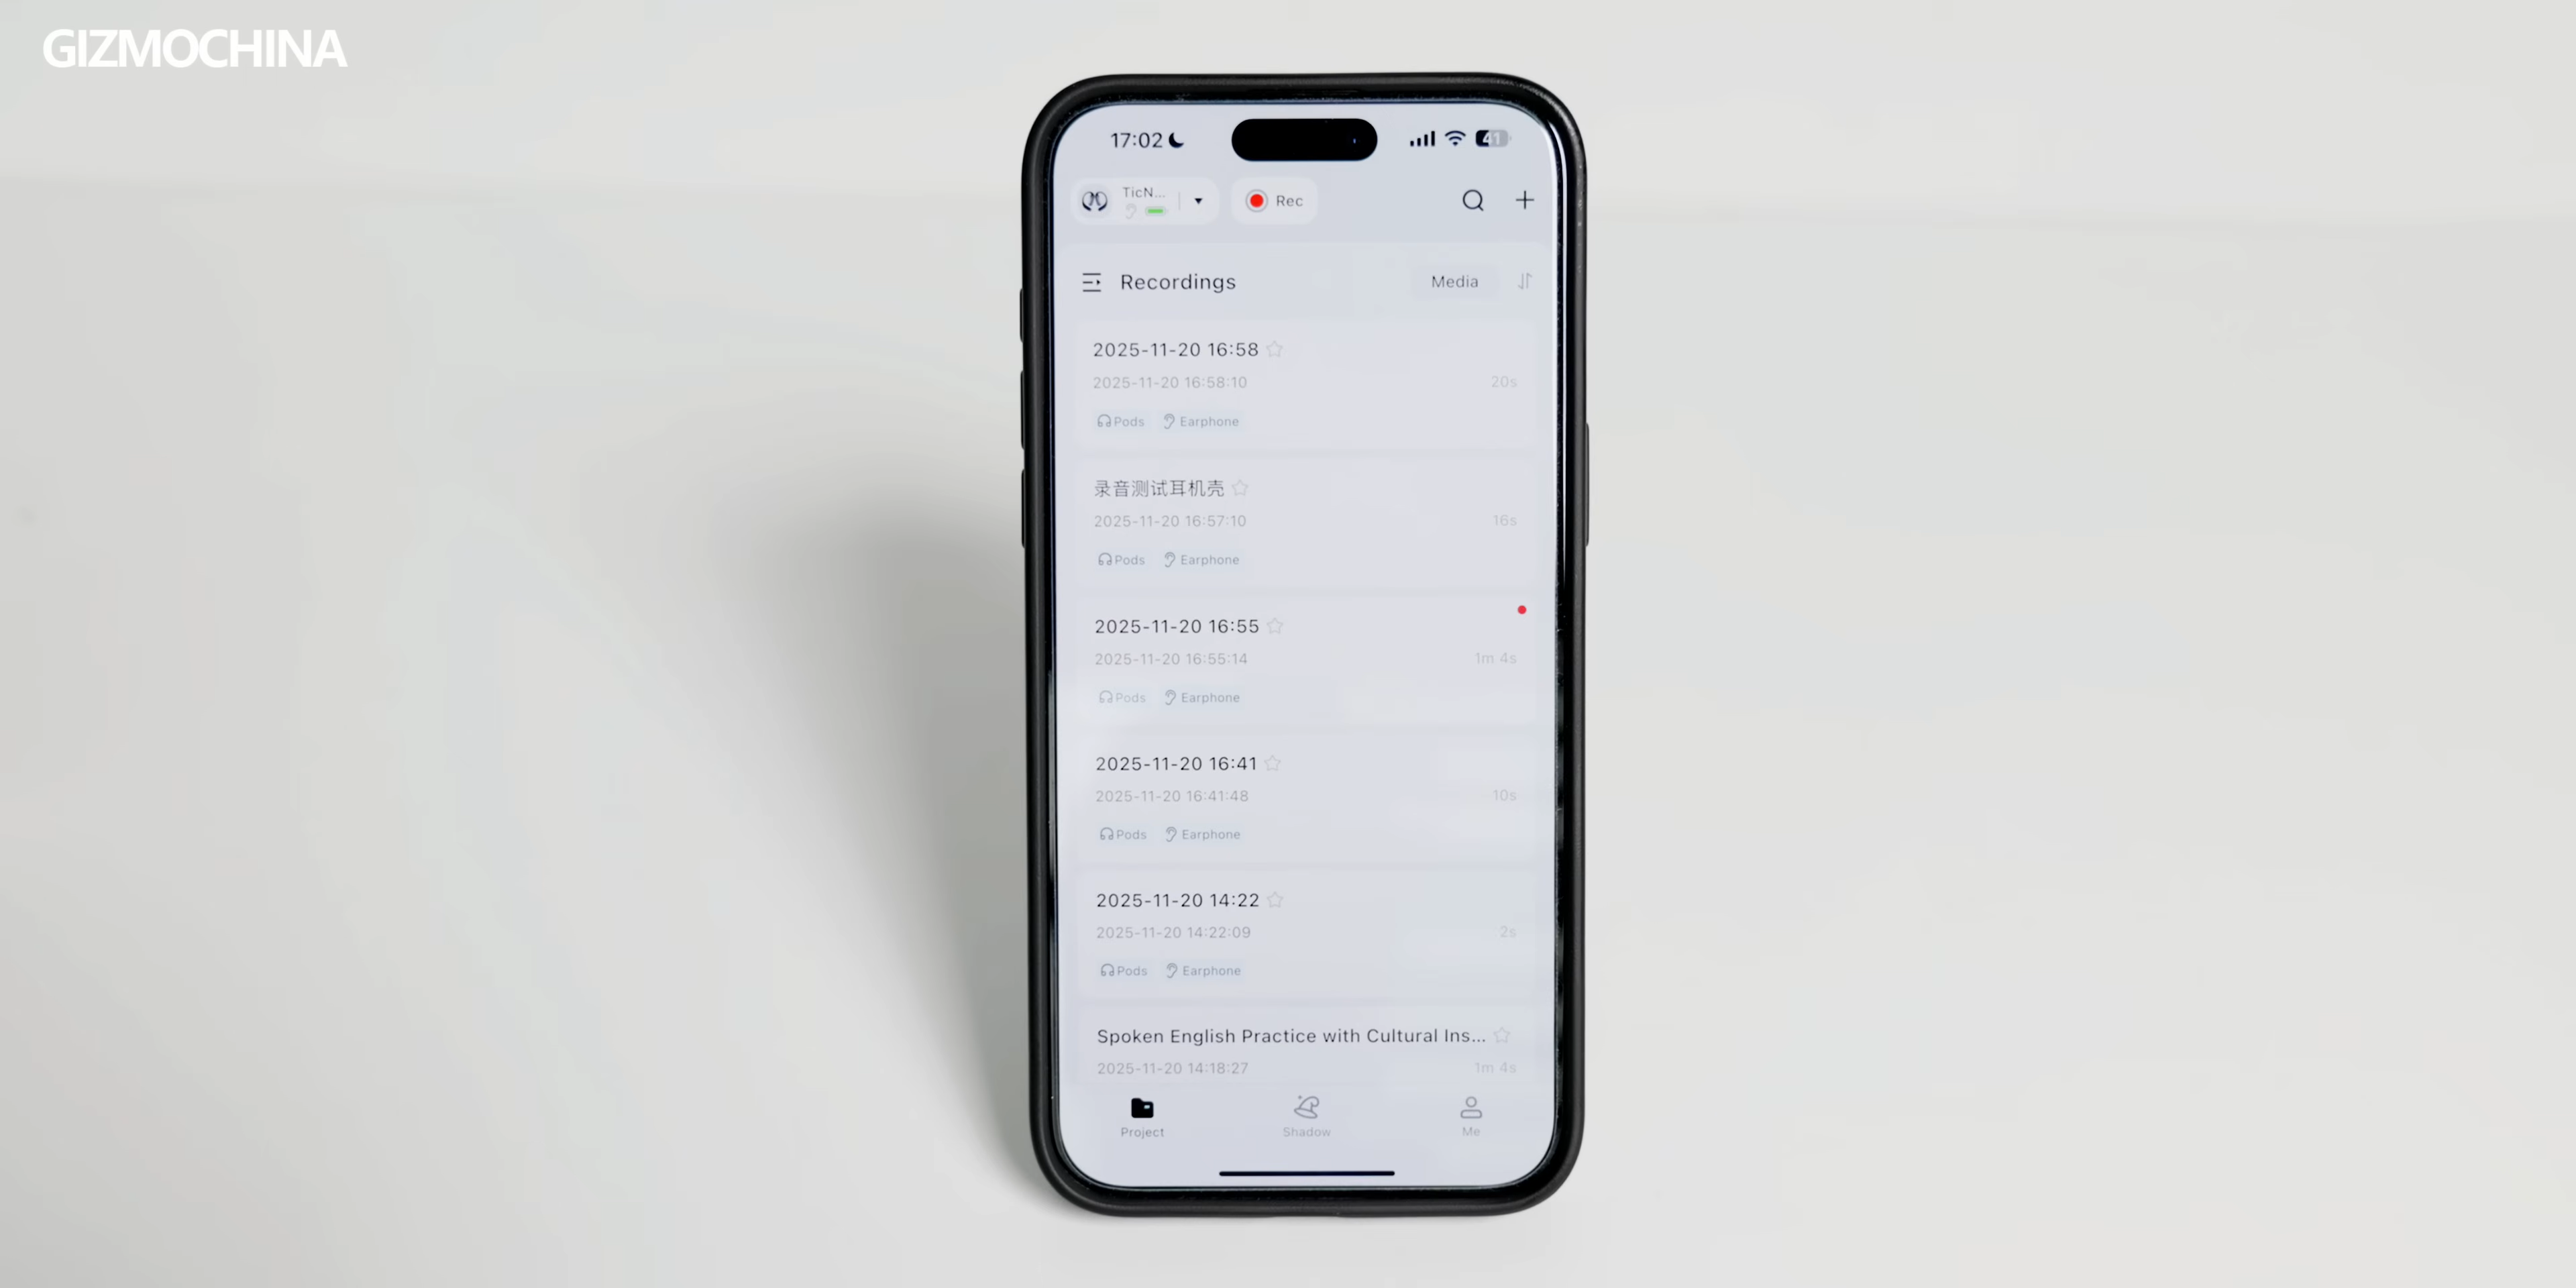 GIZMOCHINA
17:02
41
TicN...
Rec
Recordings
Media
2025-11-20 16:58
2025-11-20 16:58:10
20s
Pods
Earphone
录音测试耳机壳
2025-11-20 16:57:10
16s
Pods
Earphone
2025-11-20 16:55
2025-11-20 16:55:14
1m 4s
Pods
Earphone
2025-11-20 16:41
2025-11-20 16:41:48
10s
Pods
Earphone
2025-11-20 14:22
2025-11-20 14:22:09
2s
Pods
Earphone
Spoken English Practice with Cultural Ins...
2025-11-20 14:18:27
1m 4s
Project
Shadow
Me